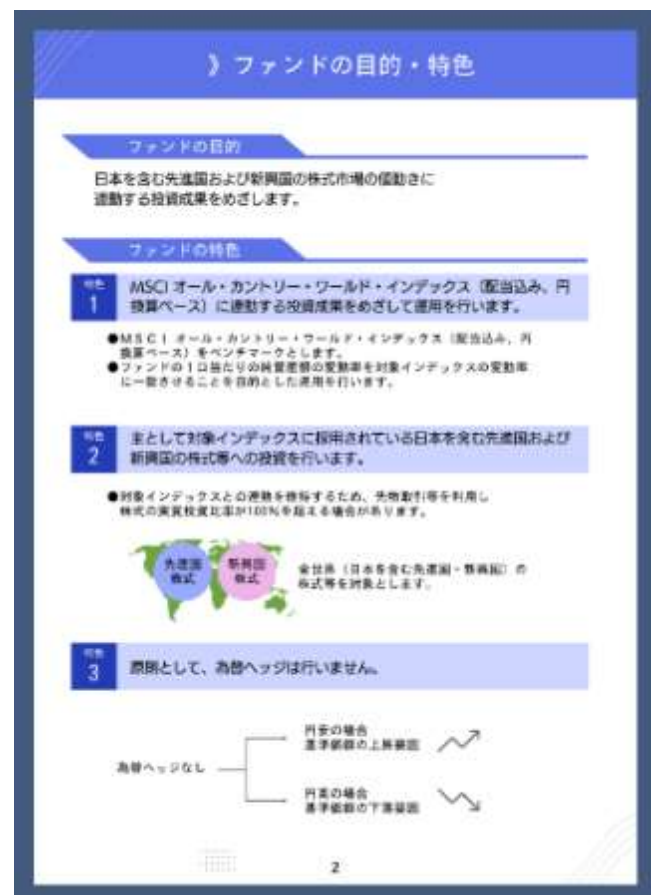 》ファンドの目的・特色
ファンドの目的
日本を含む先進国および新興国の株式市場の値動きに
連動する投資成果をめざします。
ファンドの特色
特色
1
MSCI オール・カントリー・ワールド・インデックス（配当込み、円
換算ベース）に連動する投資成果をめざして運用を行います。
●MSCI オール・カントリー・ワールド・インデックス（配当込み、円
換算ベース）をベンチマークとします。
●ファンドの１口当たりの純資産額の変動率を対象インデックスの変動率
に一致させることを目的とした運用を行います。
特色
2
主として対象インデックスに採用されている日本を含む先進国および
新興国の株式等への投資を行います。
●対象インデックスとの連動を維持するため、先物取引等を利用し
株式の実質投資比率が100％を超える場合があります。
先進国
株式
新興国
株式
全世界（日本を含む先進国・新興国）の
株式等を対象とします.
特色
3
原則として、為替ヘッジは行いません。
為替ヘッジなし
円安の場合
基準価額の上昇要因
円高の場合
基準価額の下落要因
2